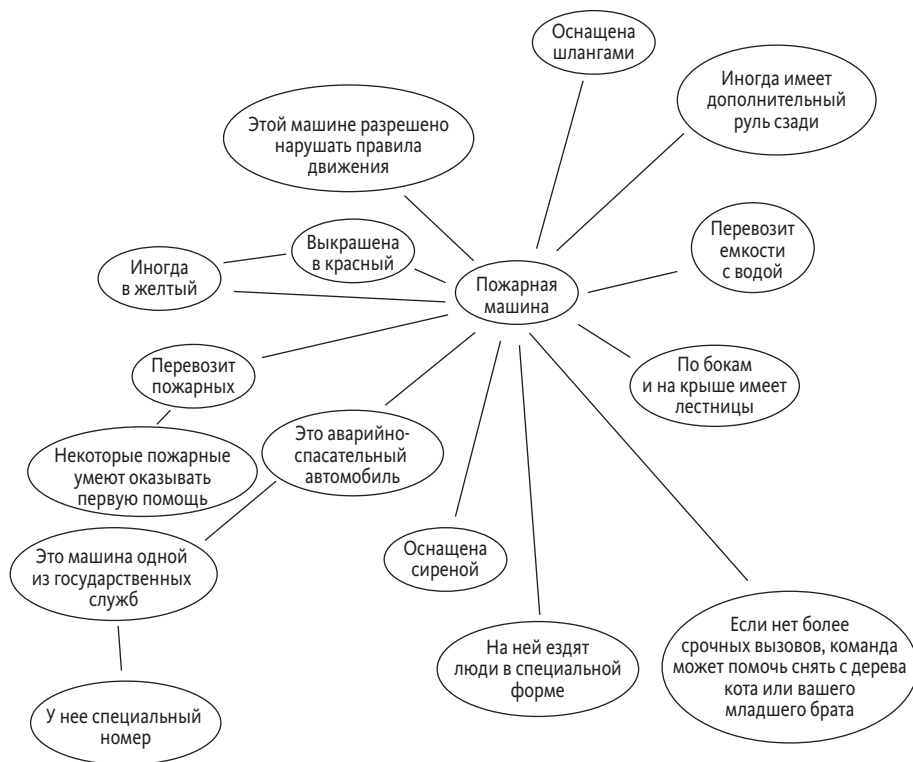 Оснащена
шлангами
Иногда имеет
дополнительный
руль сзади
Этой машине разрешено
нарушать правила
движения
Выкрашена
в красный
Иногда
в желтый
Перевозит
емкости
с водой
Пожарная
машина
Перевозит
пожарных
По бокам
и на крыше имеет
лестницы
Некоторые пожарные
умеют оказывать
первую помощь
Это аварийно-
спасательный
автомобиль
Это машина одной
из государственных
служб
Оснащена
сиреной
На ней ездят
люди в специальной
форме
Если нет более
срочных вызовов, команда
может помочь снять с дерева
кота или вашего
младшего брата
У нее специальный
номер